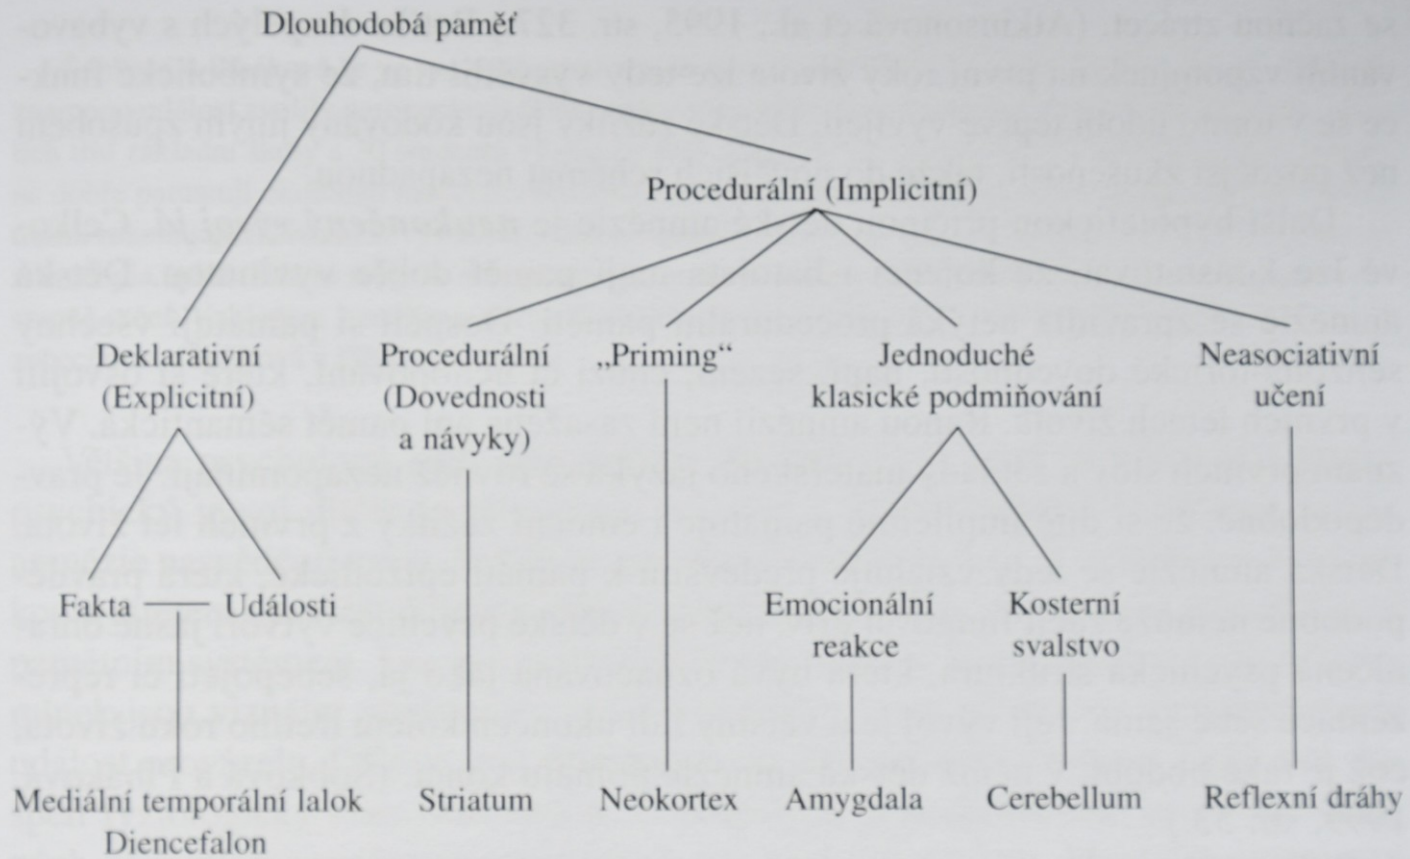 Dlouhodobá paměť
Procedurální (Implicitní)
Deklarativní
(Explicitní)
Procedurální
(Dovednosti
a návyky)
„Priming“
Jednoduché
klasické podmiňování
Neasociativní
učení
Fakta
Události
Emocionální
reakce
Kosterní
svalstvo
Mediální temporální lalok
Diencefalon
Striatum
Neokortex
Amygdala
Cerebellum
Reflexní dráhy